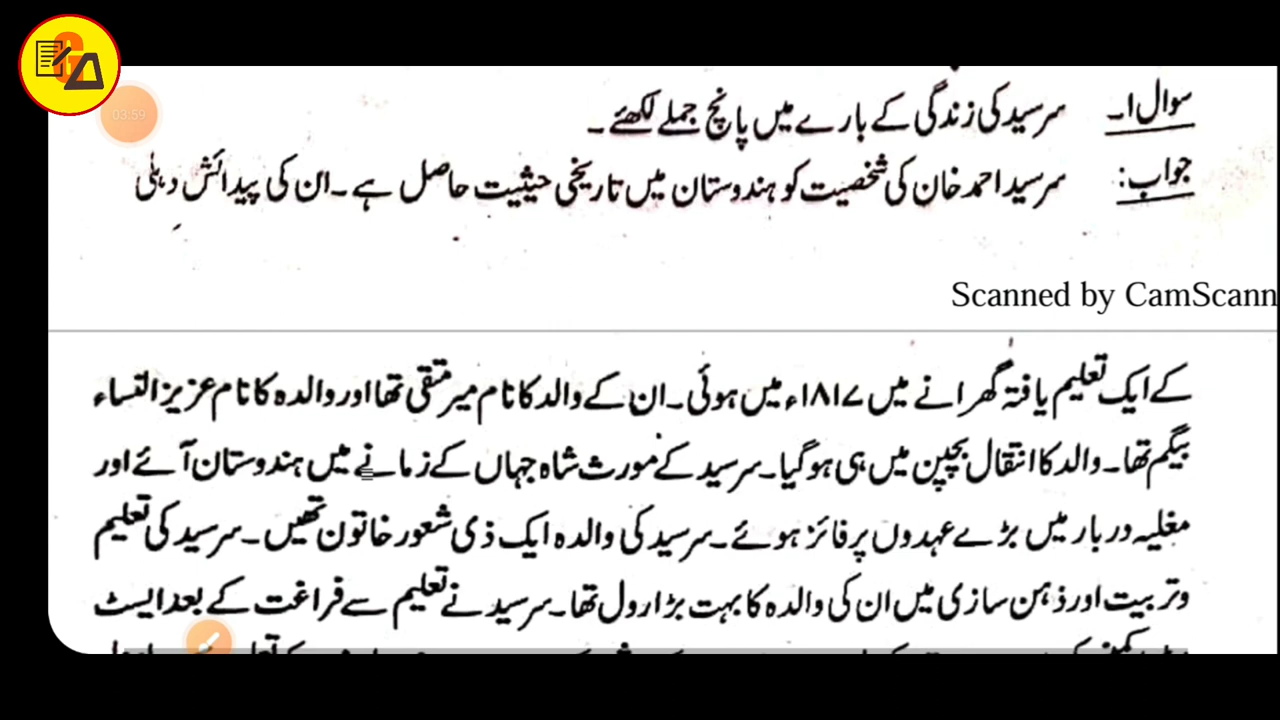 03:59
سوال ۱۔ سرسید کی زندگی کے بارے میں پانچ جملے لکھئے ۔
جواب: سرسید احمد خان کی شخصیت کو ہندوستان میں تاریخی حیثیت حاصل ہے ۔ ان کی پیدائش دہلی
Scanned by CamScann
کے ایک تعلیم یافتہ گھرانے میں ۱۸۱۷ء میں ہوئی ۔ ان کے والد کا نام میر متقی تھا اور والدہ کا نام عزیز النساء
بیگم تھا ۔ والد کا انتقال بچپن میں ہی ہو گیا ۔ سرسید کے مورث شاہ جہاں کے زمانے میں ہندوستان آئے اور
مغلیہ دربار میں بڑے عہدوں پر فائز ہوئے ۔ سرسید کی والدہ ایک ذی شعور خاتون تھیں ۔ سرسید کی تعلیم
وتربیت اور ذہن سازی میں ان کی والدہ کا بہت بڑا رول تھا ۔ سرسید نے تعلیم سے فراغت کے بعد ایسٹ